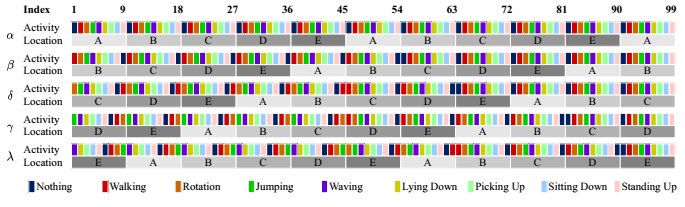 Index 1 9 18 27 36 45 54 63 72 81 90 99
α Activity
Location A B C D E A B C D E A
β Activity
Location B C D E A B C D E A B
δ Activity
Location C D E A B C D E A B C
γ Activity
Location D E A B C D E A B C D
λ Activity
Location E A B C D E A B C D E
Nothing Walking Rotation Jumping Waving Lying Down Picking Up Sitting Down Standing Up